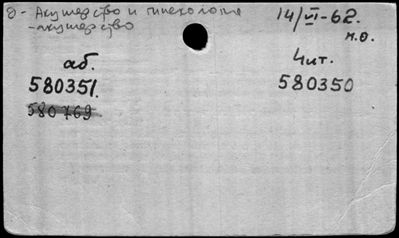 8 - Акушерство и гинекология
- акушерство
14/VI-62.
м.о.
аб. Чит.
580351. 580350
580769